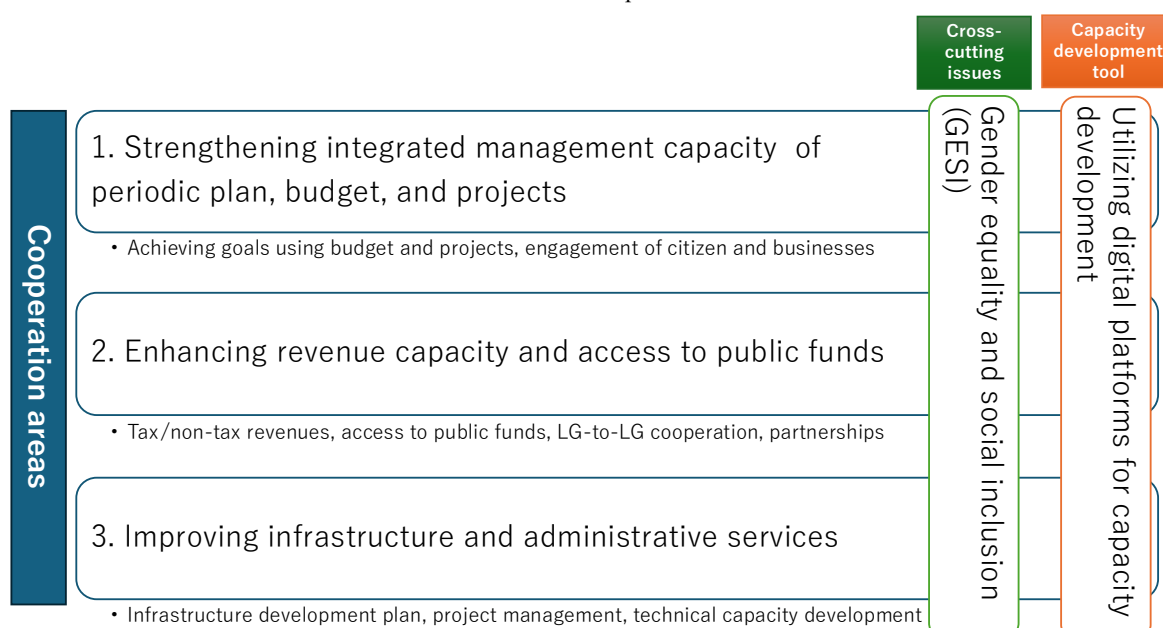 Cross-
cutting
issues
Capacity
development
tool
Cooperation areas
1. Strengthening integrated management capacity of
periodic plan, budget, and projects
• Achieving goals using budget and projects, engagement of citizen and businesses
2. Enhancing revenue capacity and access to public funds
• Tax/non-tax revenues, access to public funds, LG-to-LG cooperation, partnerships
3. Improving infrastructure and administrative services
• Infrastructure development plan, project management, technical capacity development
Gender equality and social inclusion
(GESI)
Utilizing digital platforms for capacity
development